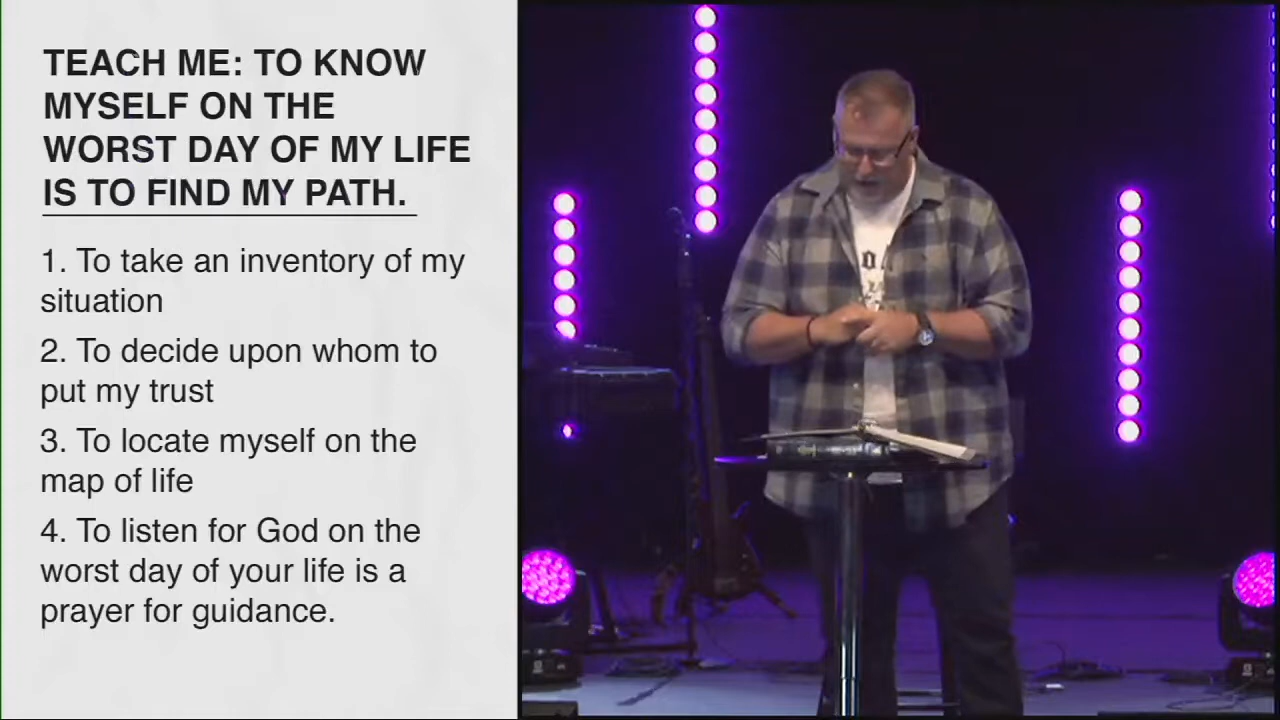 TEACH ME: TO KNOW
MYSELF ON THE
WORST DAY OF MY LIFE
IS TO FIND MY PATH.
1. To take an inventory of my
situation
2. To decide upon whom to
put my trust
3. To locate myself on the
map of life
4. To listen for God on the
worst day of your life is a
prayer for guidance.